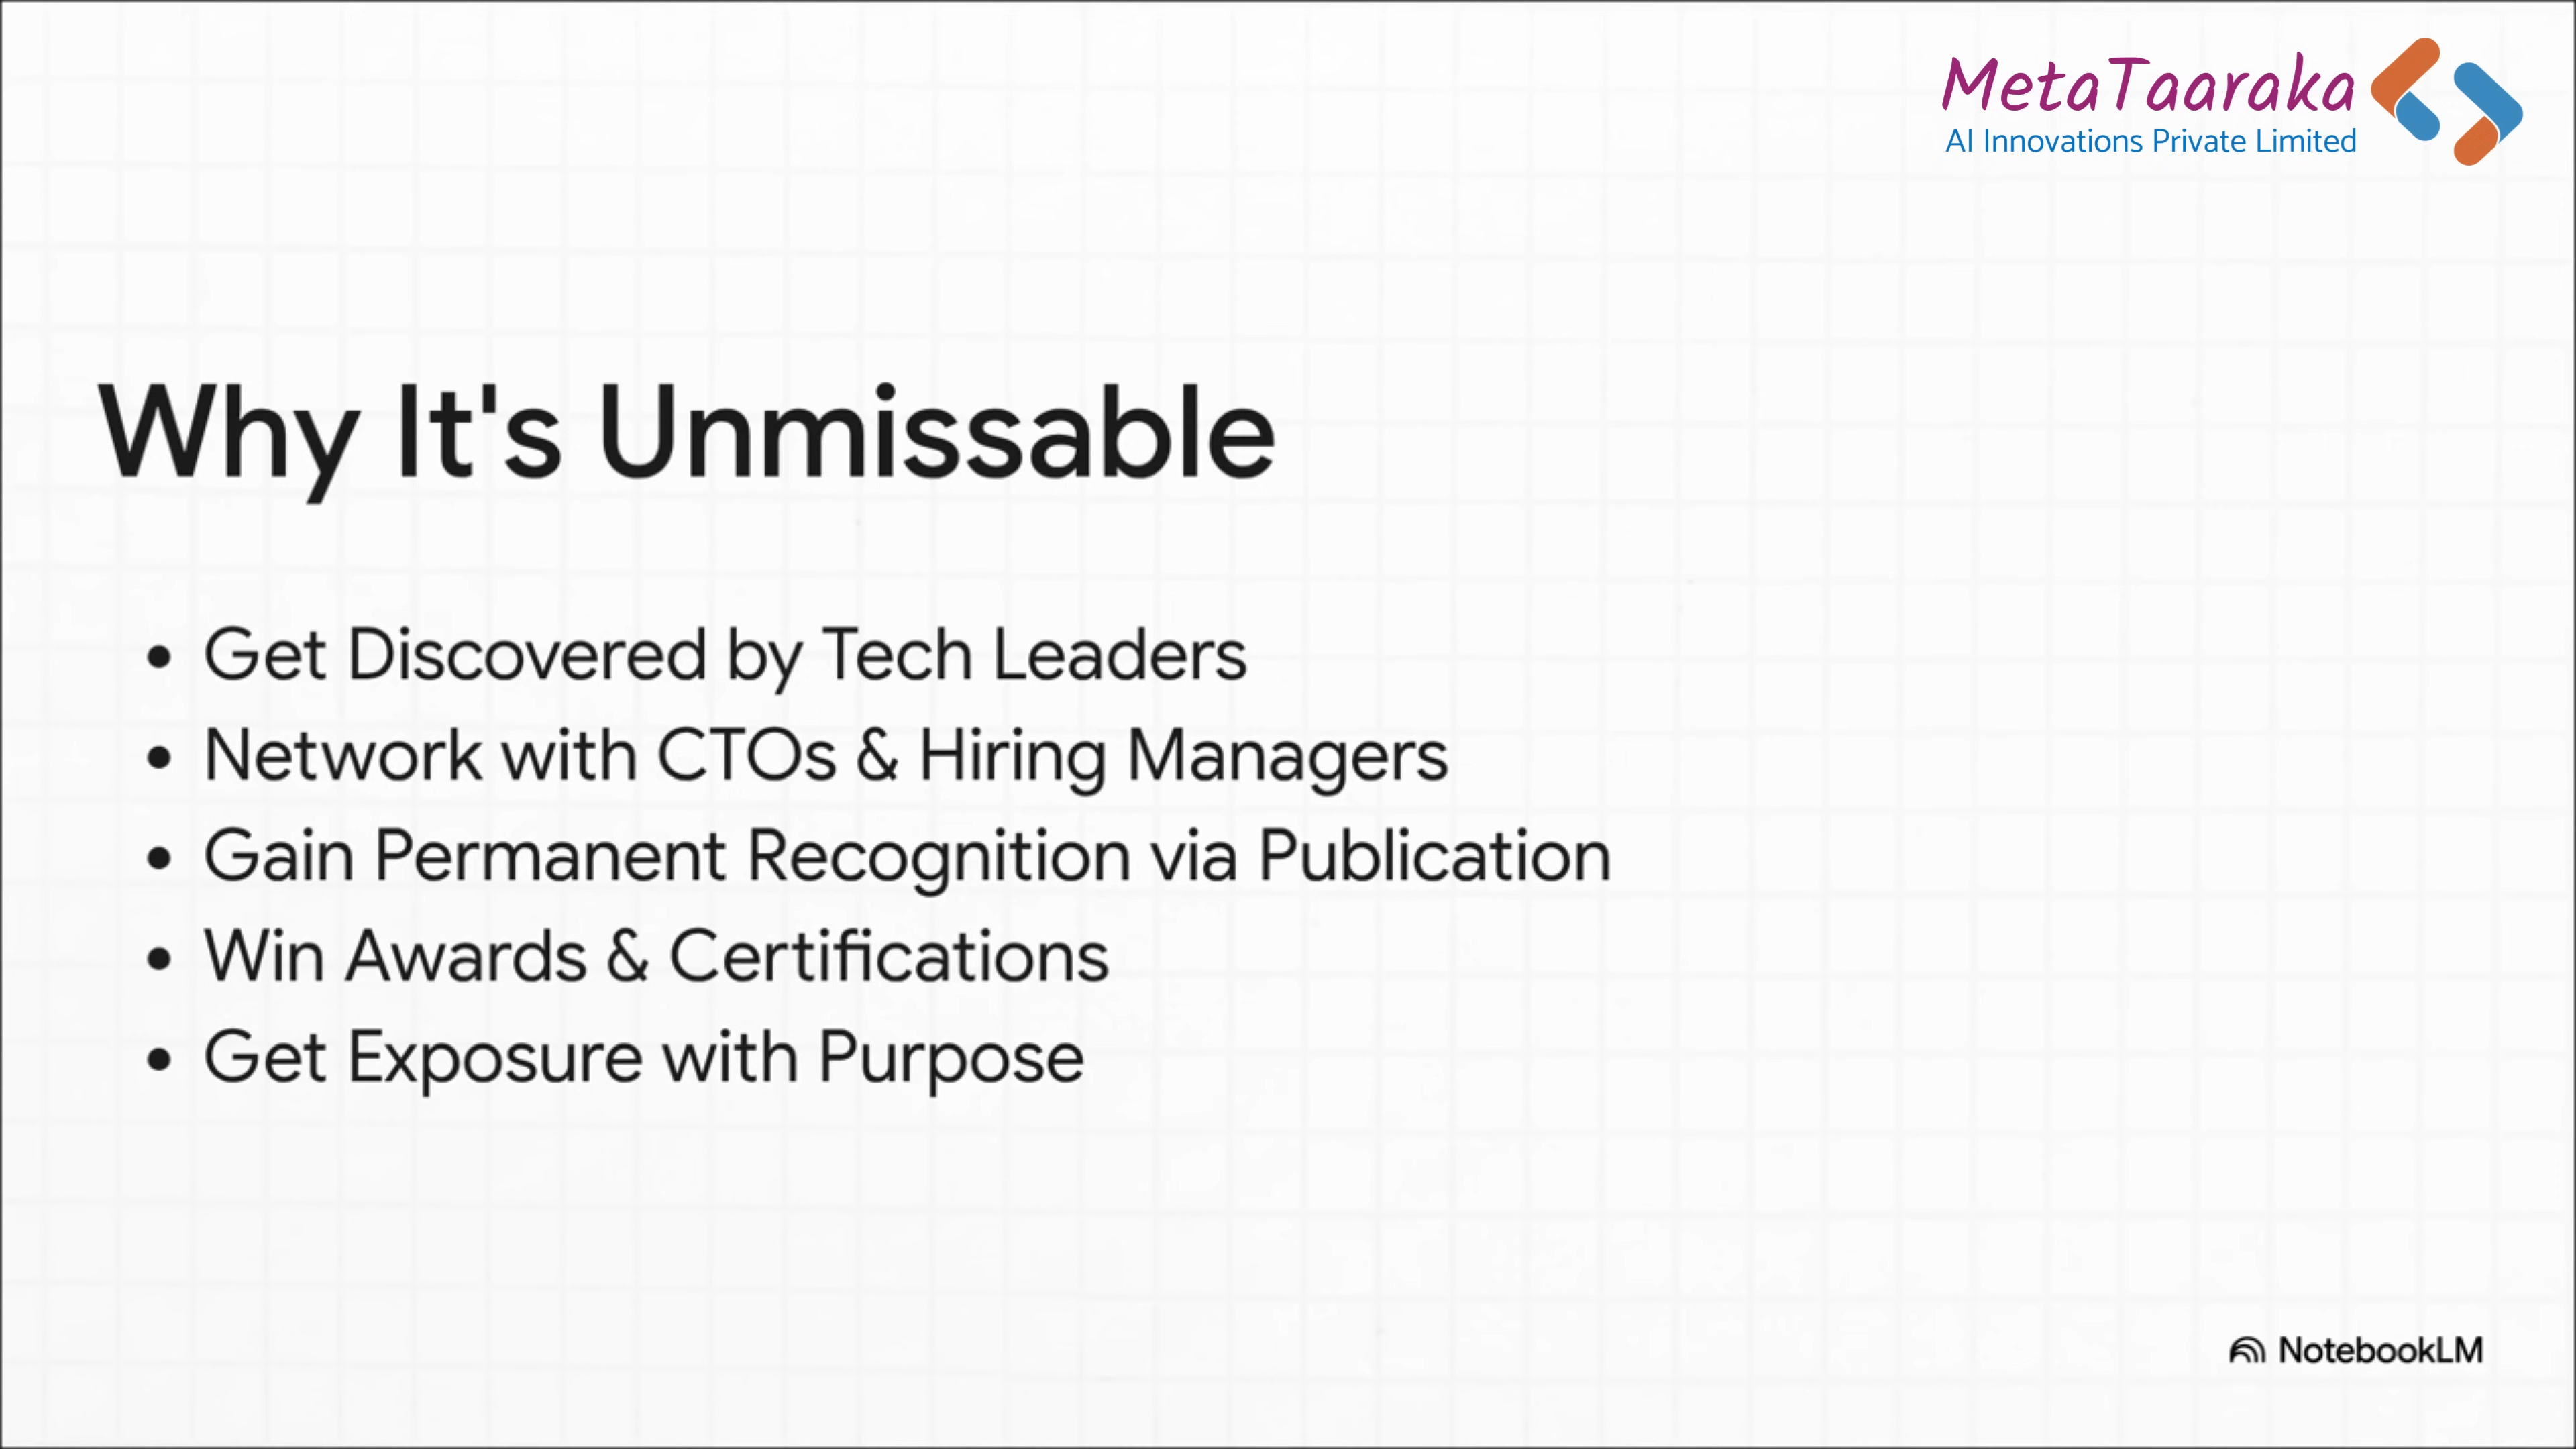 MetaTaaraka
AI Innovations Private Limited
Why It's Unmissable
• Get Discovered by Tech Leaders
• Network with CTOs & Hiring Managers
• Gain Permanent Recognition via Publication
• Win Awards & Certifications
• Get Exposure with Purpose
NotebookLM